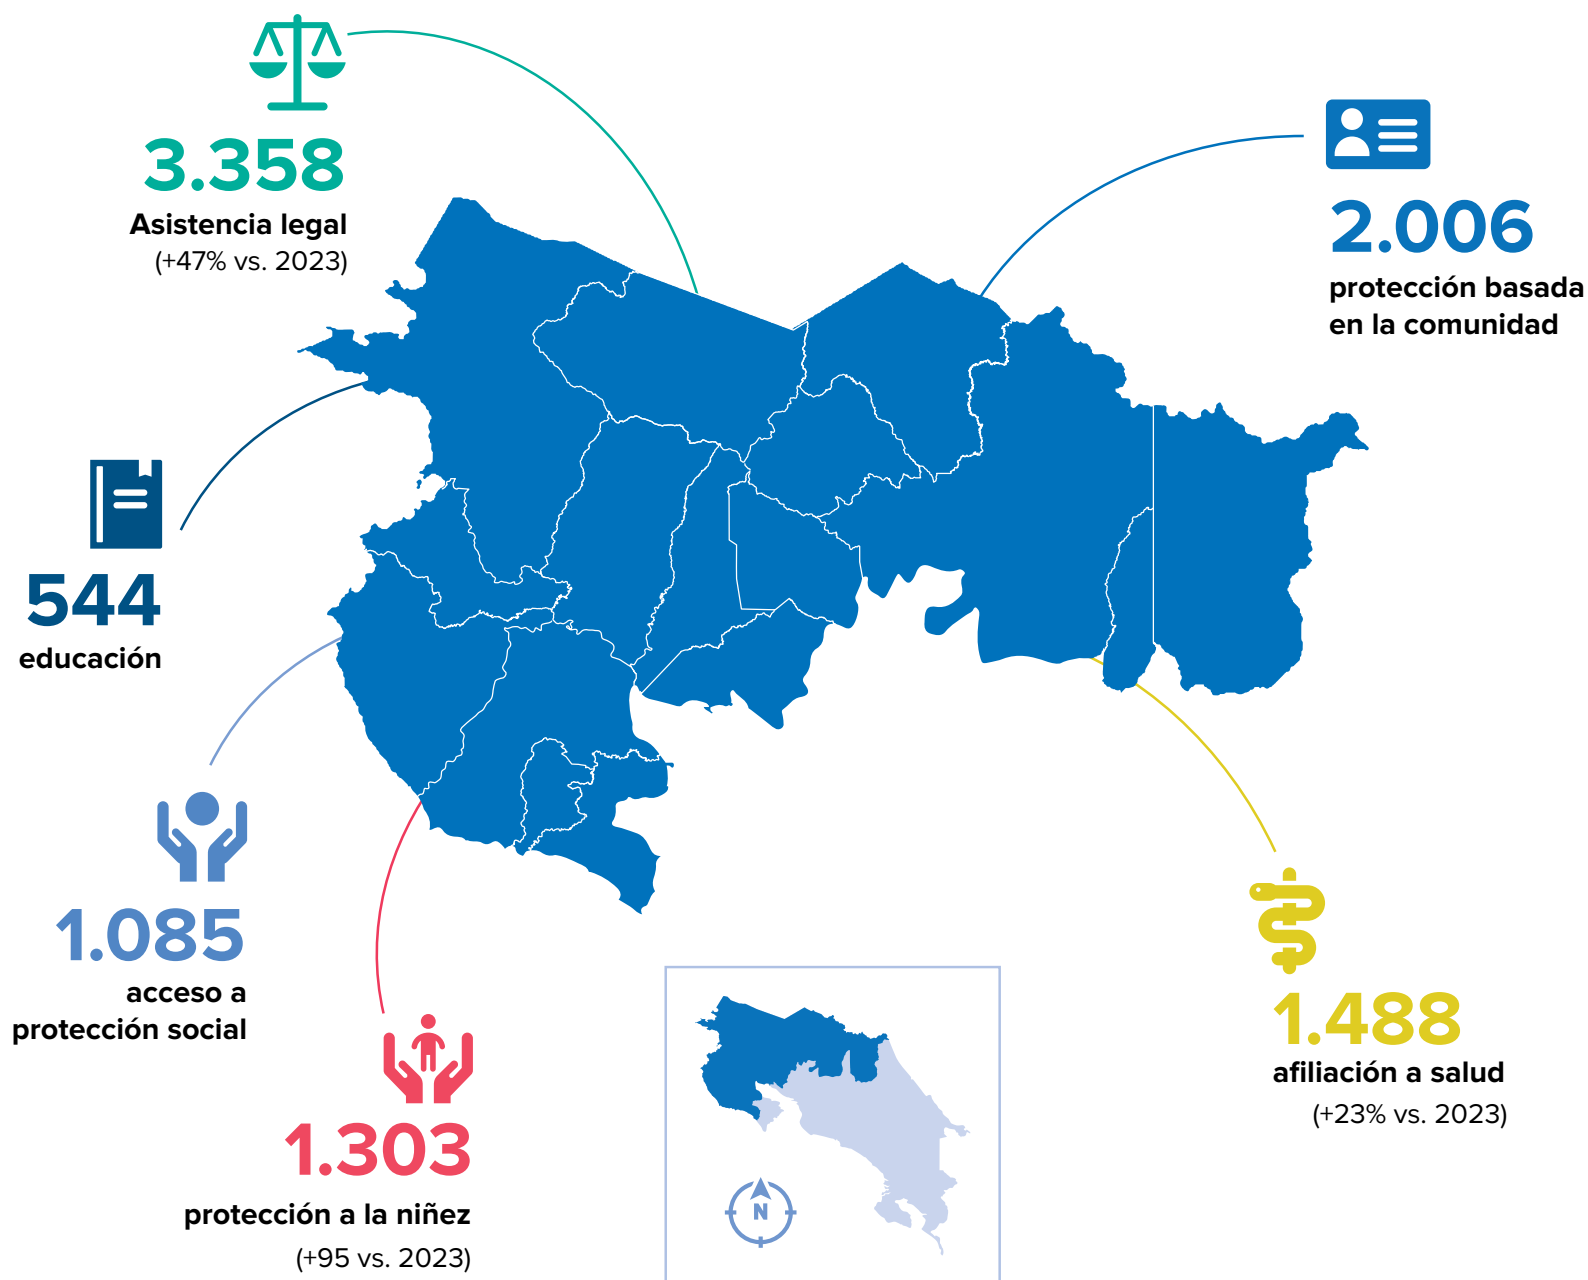 3.358
Asistencia legal
(+47% vs. 2023)
2.006
protección basada
en la comunidad
544
educación
1.085
acceso a
protección social
1.303
protección a la niñez
(+95 vs. 2023)
1.488
afiliación a salud
(+23% vs. 2023)
N